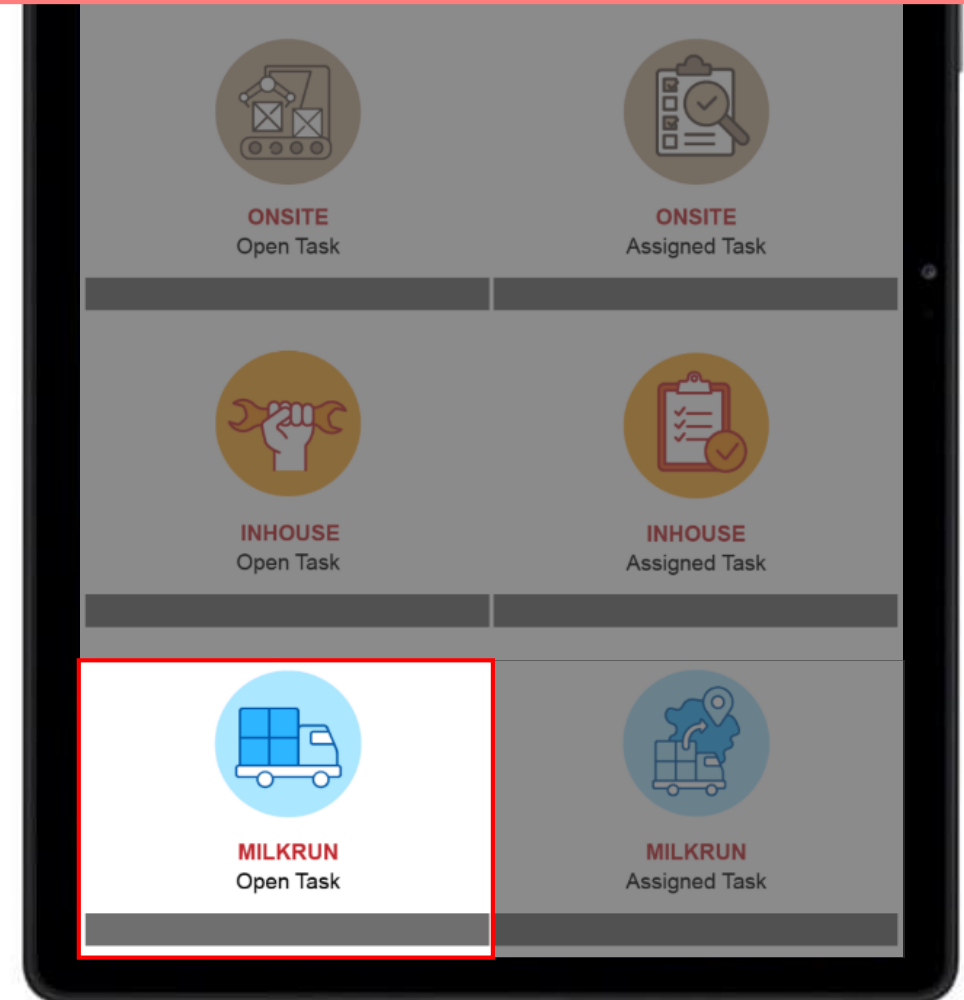 ONSITE
Open Task
ONSITE
Assigned Task
INHOUSE
Open Task
INHOUSE
Assigned Task
MILKRUN
Open Task
MILKRUN
Assigned Task